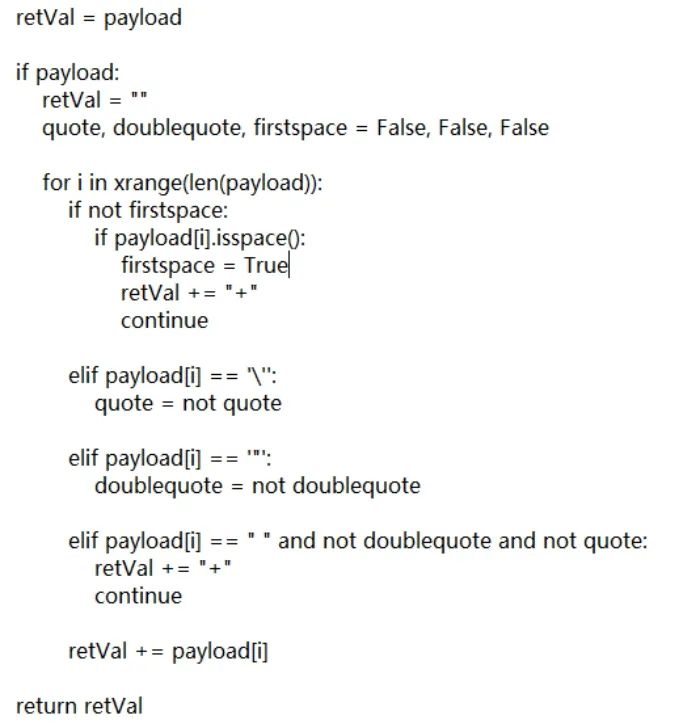 retVal = payload
if payload:
retVal = ""
quote, doublequote, firstspace = False, False, False
for i in xrange(len(payload)):
if not firstspace:
if payload[i].isspace():
firstspace = True
retVal += "+"
continue
elif payload[i] == '\'':
quote = not quote
elif payload[i] == '"':
doublequote = not doublequote
elif payload[i] == " " and not doublequote and not quote:
retVal += "+"
continue
retVal += payload[i]
return retVal